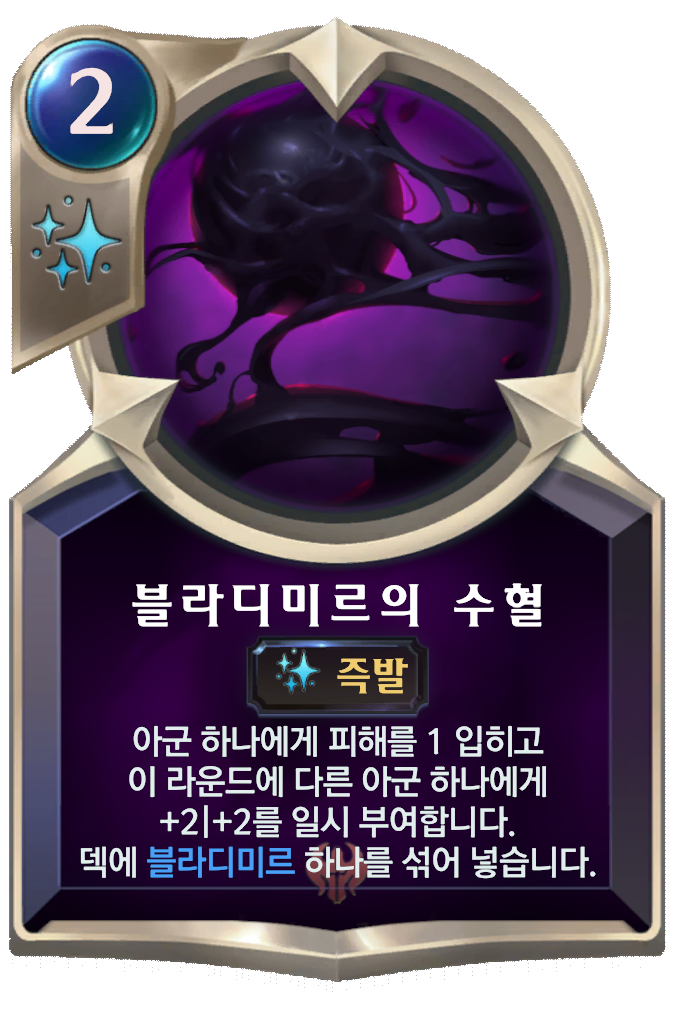 2
블라디미르의 수혈
즉발
아군 하나에게 피해를 1 입히고
이 라운드에 다른 아군 하나에게
+2|+2를 일시 부여합니다.
덱에 블라디미르 하나를 섞어 넣습니다.